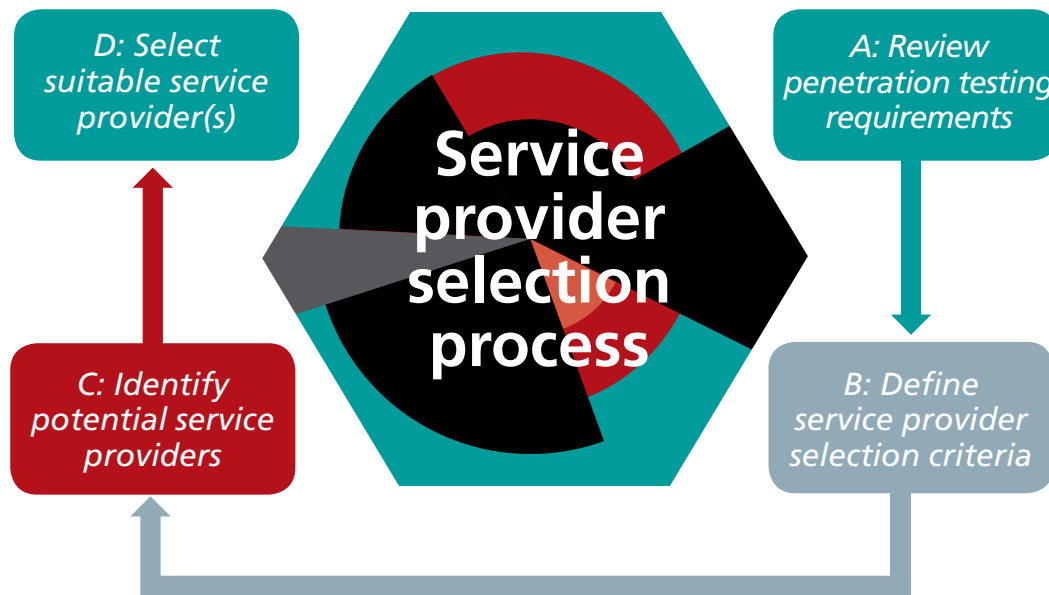 D: Select
suitable service
provider(s)
Service
provider
selection
process
A: Review
penetration testing
requirements
C: Identify
potential service
providers
B: Define
service provider
selection criteria